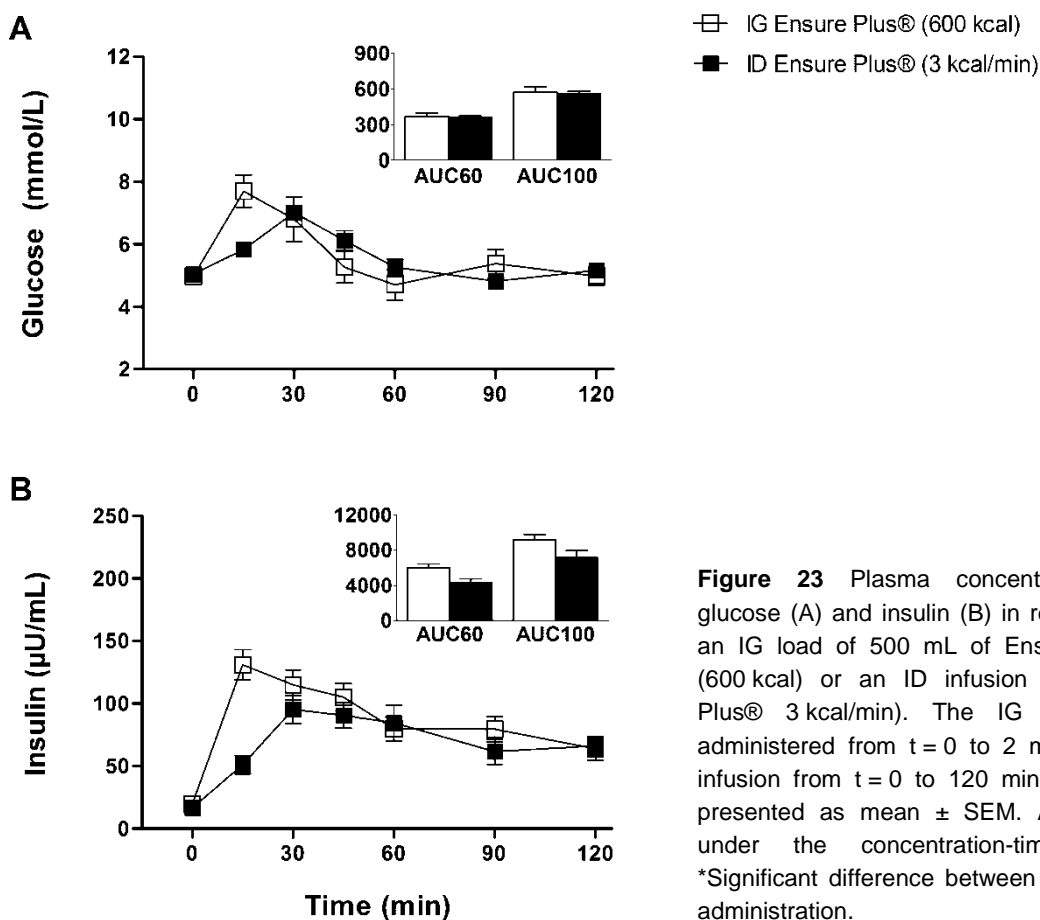 A
IG Ensure Plus® (600 kcal)
ID Ensure Plus® (3 kcal/min)
Glucose (mmol/L)
12
10
8
6
4
2
0 30 60 90 120
900
600
300
0
AUC60 AUC100
B
Insulin (µU/mL)
250
200
150
100
50
0
0 30 60 90 120
Time (min)
12000
8000
4000
0
AUC60 AUC100
Figure 23 Plasma
glucose (A) and insulin (B) in
an IG load of 500 mL of
(600 kcal) or an ID infusion
Plus® 3 kcal/min). The IG
administered from t = 0 to 2
infusion from t = 0 to 120 min
presented as mean ± SEM.
under the
*Significant difference between
administration.